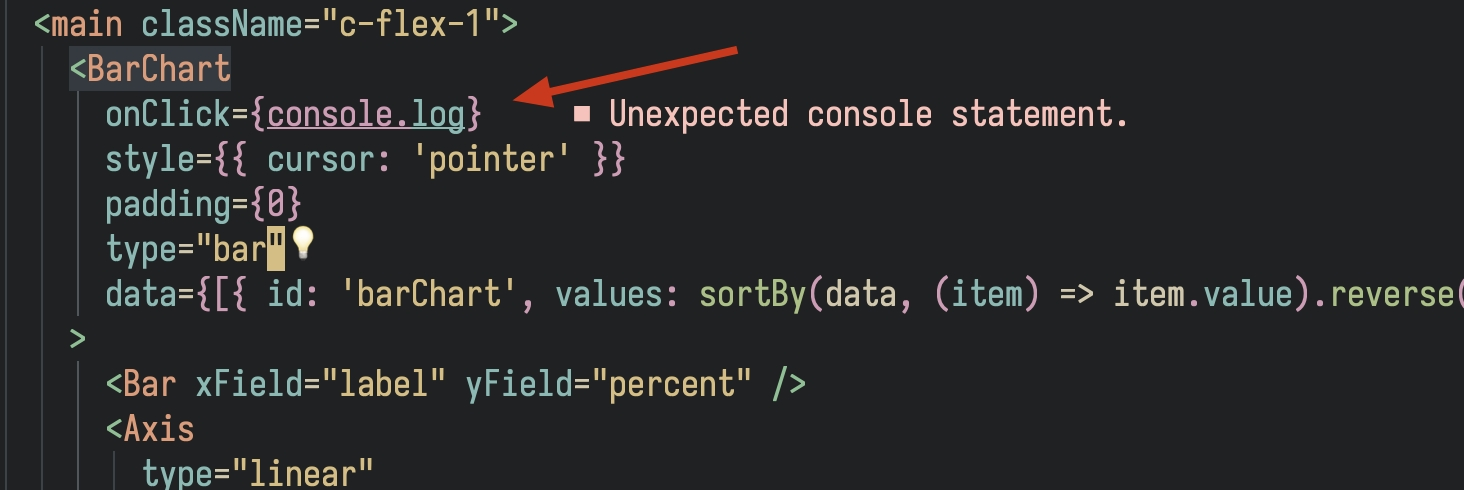 <main className="c-flex-1">
<BarChart
onClick={console.log} ■ Unexpected console statement.
style={{ cursor: 'pointer' }}
padding={0}
type="bar"
data={[{ id: 'barChart', values: sortBy(data, (item) => item.value).reverse(
>
<Bar xField="label" yField="percent" />
<Axis
type="linear"